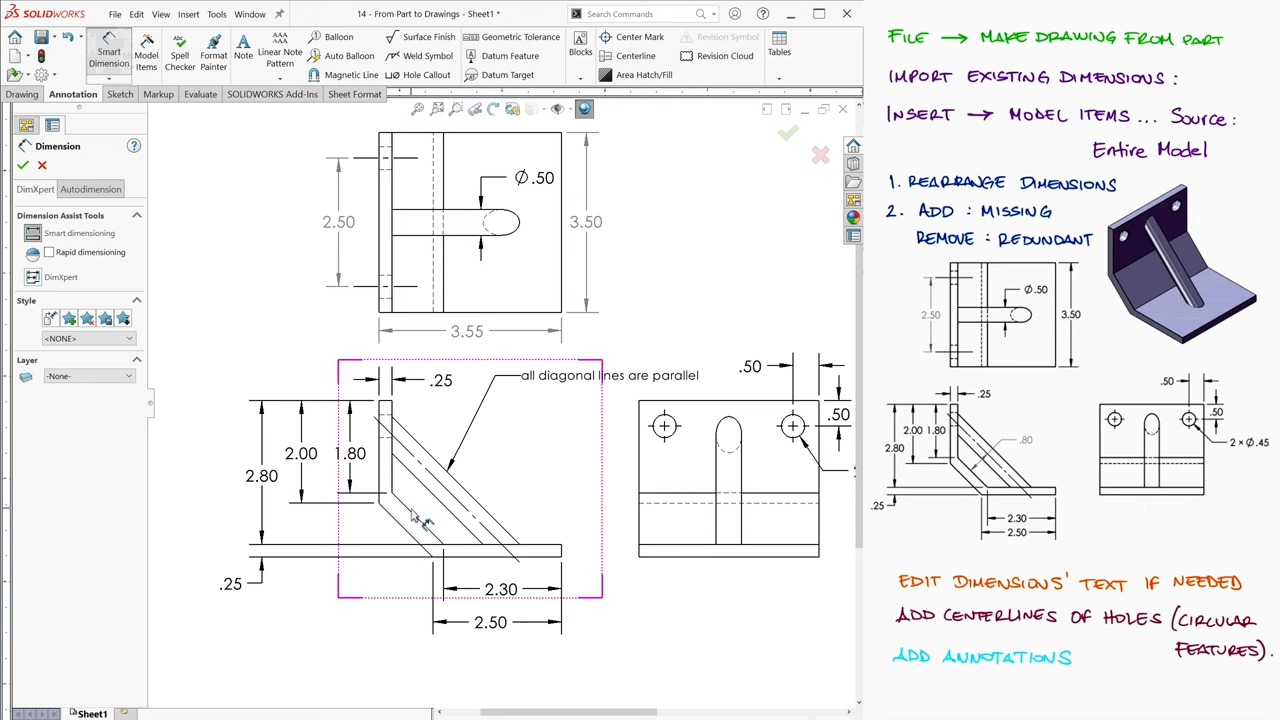 SOLIDWORKS
File
Edit
View
Insert
Tools
Window
14 - From Part to Drawings - Sheet1 *
Search Commands
Smart
Dimension
Model
Items
Spell
Checker
Format
Painter
Note
Linear Note
Pattern
Balloon
Auto Balloon
Magnetic Line
Surface Finish
Weld Symbol
Hole Callout
Geometric Tolerance
Datum Feature
Datum Target
Blocks
Center Mark
Centerline
Area Hatch/Fill
Revision Symbol
Revision Cloud
Tables
Drawing
Annotation
Sketch
Markup
Evaluate
SOLIDWORKS Add-Ins
Sheet Format
Dimension
DimXpert
Autodimension
Dimension Assist Tools
Smart dimensioning
Rapid dimensioning
DimXpert
Style
<NONE>
Layer
-None-
Sheet1
Ø.50
2.50
3.50
3.55
all diagonal lines are parallel
.25
2.00
1.80
2.80
.25
2.30
2.50
.50
.50
2
FILE → MAKE DRAWING FROM PART
IMPORT EXISTING DIMENSIONS :
INSERT → MODEL ITEMS ... Source:
Entire Model
1. REARRANGE DIMENSIONS
2. ADD : MISSING
REMOVE : REDUNDANT
Ø.50
2.50
3.50
.25
2.00
1.80
2.80
.80
.25
2.30
2.50
.50
.50
2 × Ø.45
EDIT DIMENSIONS' TEXT IF NEEDED
ADD CENTERLINES OF HOLES (CIRCULAR
FEATURES).
ADD ANNOTATIONS